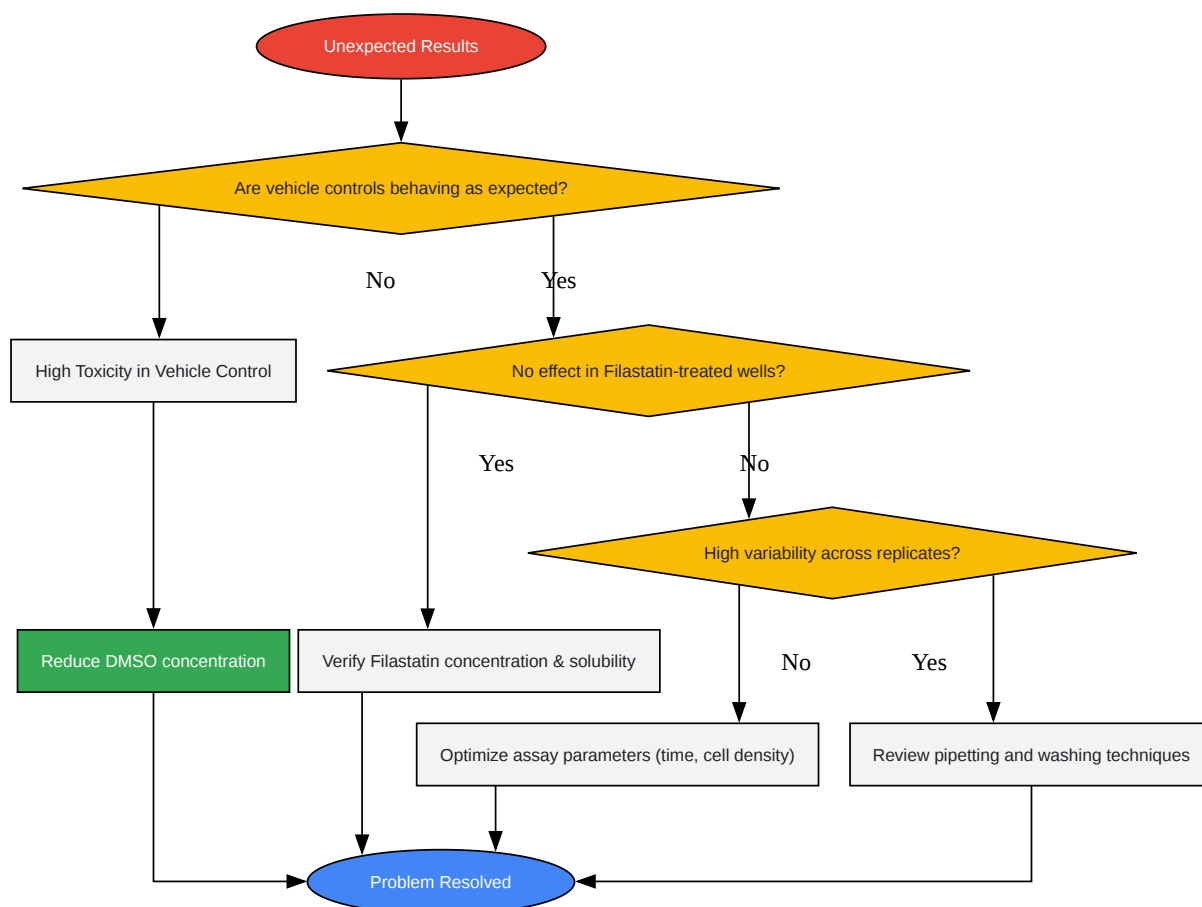 Unexpected Results
Are vehicle controls behaving as expected?
No
Yes
High Toxicity in Vehicle Control
No effect in Filastatin-treated wells?
Yes
No
High variability across replicates?
Reduce DMSO concentration
Verify Filastatin concentration & solubility
No
Yes
Optimize assay parameters (time, cell density)
Review pipetting and washing techniques
Problem Resolved